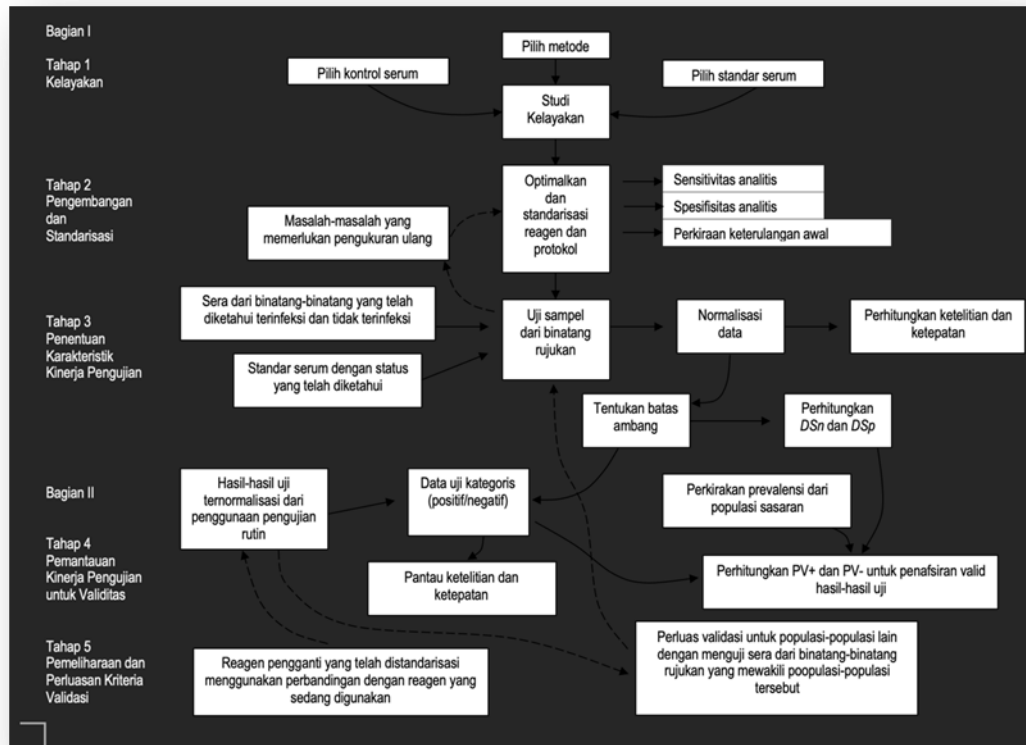 Bagian I
Pilih metode
Tahap 1
Kelayakan
Pilih kontrol serum
Pilih standar serum
Studi
Kelayakan
Tahap 2
Pengembangan
dan
Standarisasi
Optimalkan
dan
standarisasi
reagen dan
protokol
Sensitivitas analitis
Spesifisitas analitis
Perkiraan keterulangan awal
Masalah-masalah yang
memerlukan pengukuran ulang
Tahap 3
Penentuan
Karakteristik
Kinerja Pengujian
Sera dari binatang-binatang yang telah
diketahui terinfeksi dan tidak terinfeksi
Standar serum dengan status
yang telah diketahui
Uji sampel
dari binatang
rujukan
Normalisasi
data
Perhitungkan ketelitian dan
ketepatan
Tentukan batas
ambang
Perhitungkan
DSn dan DSp
Bagian II
Hasil-hasil uji
ternormalisasi dari
penggunaan pengujian
rutin
Data uji kategoris
(positif/negatif)
Perkirakan prevalensi dari
populasi sasaran
Tahap 4
Pemantauan
Kinerja Pengujian
untuk Validitas
Pantau ketelitian dan
ketepatan
Perhitungkan PV+ dan PV- untuk penafsiran valid
hasil-hasil uji
Tahap 5
Pemeliharaan dan
Perluasan Kriteria
Validasi
Reagen pengganti yang telah distandarisasi
menggunakan perbandingan dengan reagen yang
sedang digunakan
Perluas validasi untuk populasi-populasi lain
dengan menguji sera dari binatang-binatang
rujukan yang mewakili poopulasi-populasi
tersebut